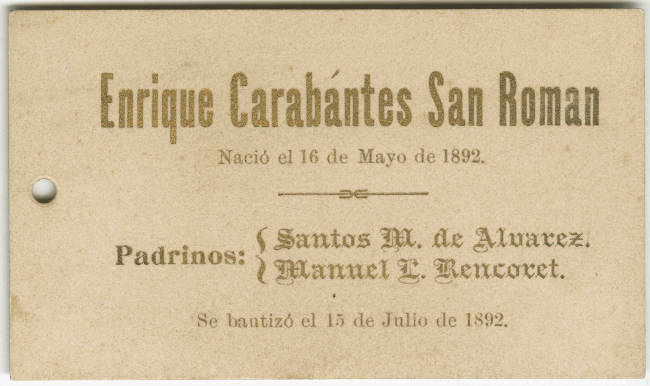 Enrique Carabántes San Roman
Nació el 16 de Mayo de 1892.
Padrinos:
Santos M. de Alvarez.
Manuel L. Rencoret.
Se bautizó el 15 de Julio de 1892.